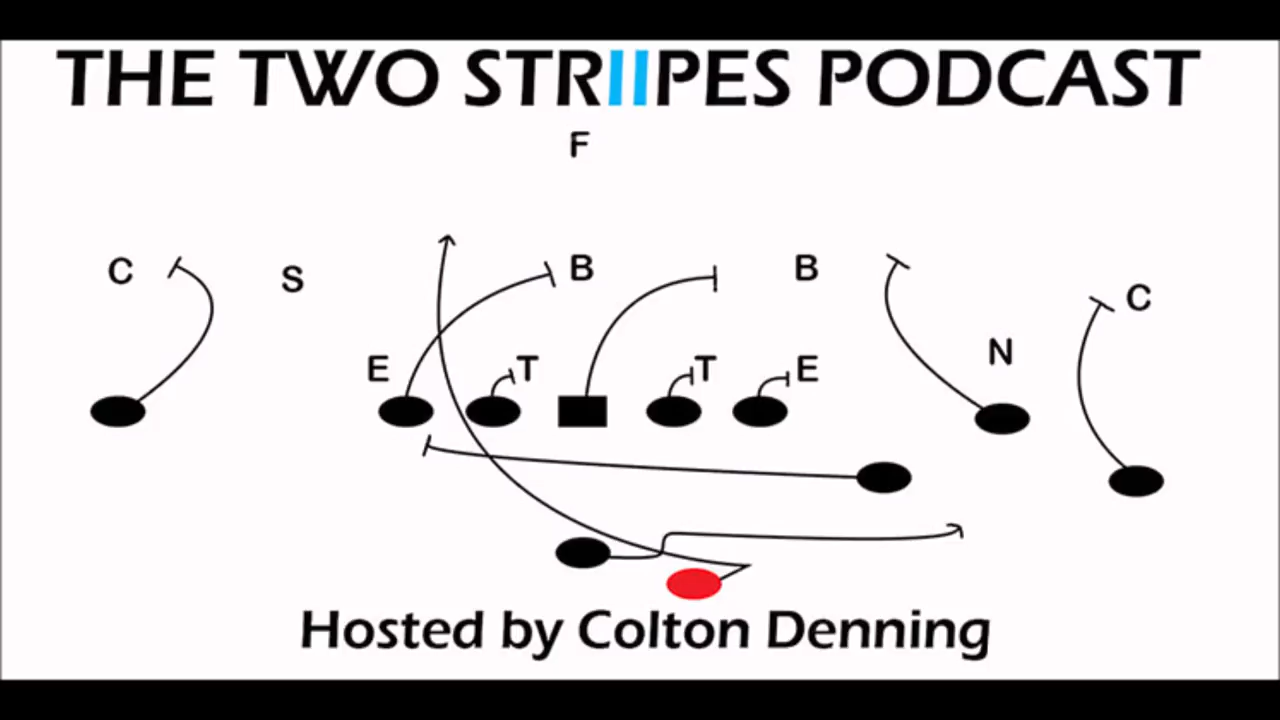 THE TWO STRIIPES PODCAST
F
C S B B C
E T T E N
Hosted by Colton Denning